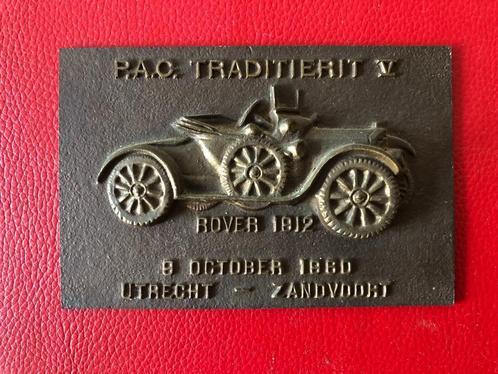 P.A.C. TRADITIERIT V
ROVER 1912
9 OCTOBER 1960
UTRECHT - ZANDVOORT